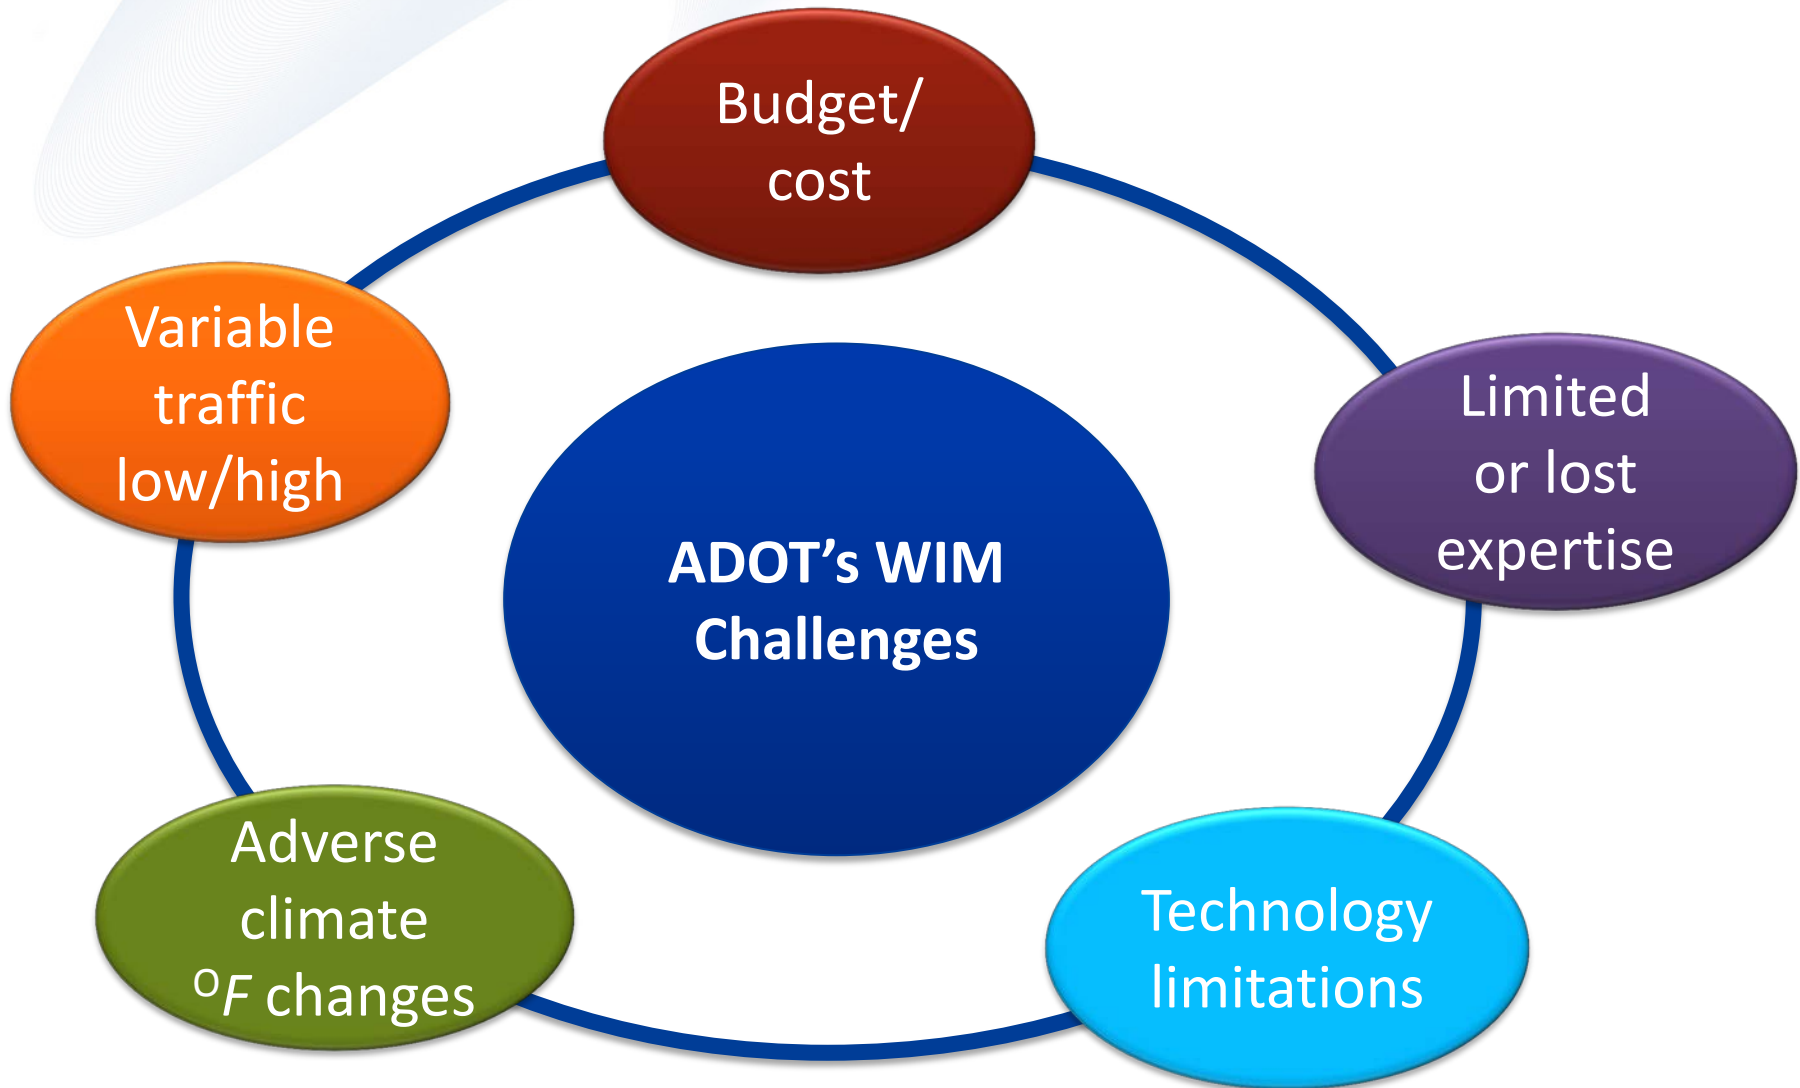 Budget/
cost
Variable
traffic
low/high
Limited
or lost
expertise
ADOT’s WIM
Challenges
Adverse
climate
ᴼF changes
Technology
limitations